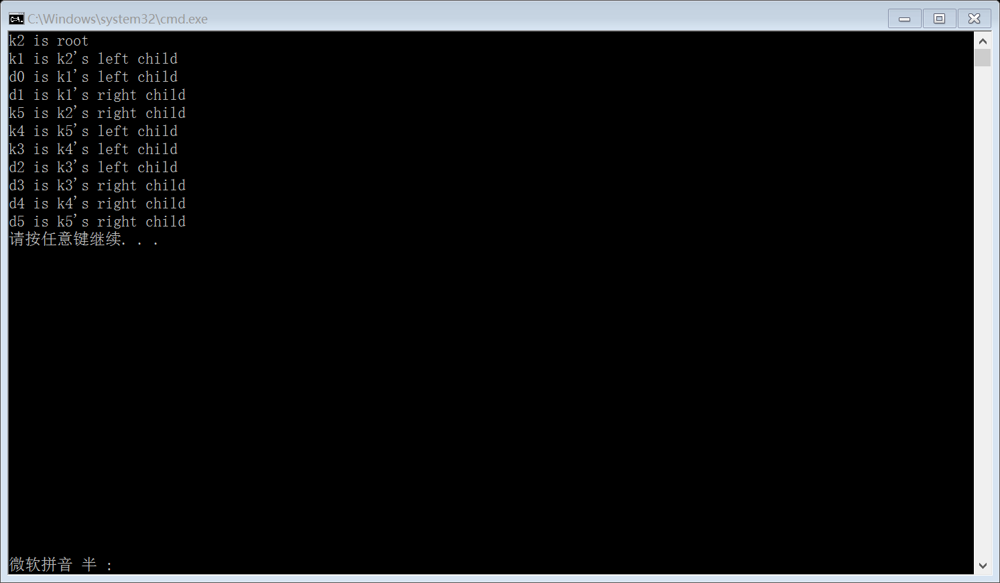 C:\Windows\system32\cmd.exe
k2 is root
k1 is k2's left child
d0 is k1's left child
d1 is k1's right child
k5 is k2's right child
k4 is k5's left child
k3 is k4's left child
d2 is k3's left child
d3 is k3's right child
d4 is k4's right child
d5 is k5's right child
请按任意键继续. . .
微软拼音 半 :